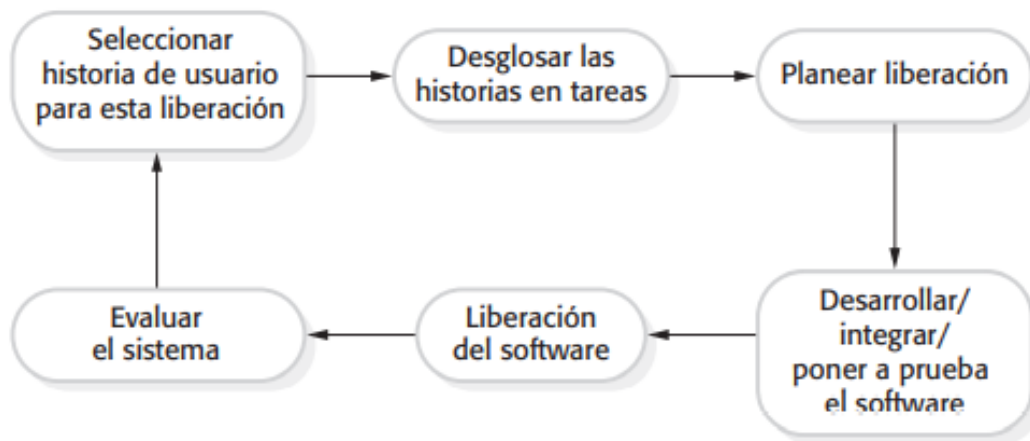 Seleccionar
historia de usuario
para esta liberación
Desglosar las
historias en tareas
Planear liberación
Evaluar
el sistema
Liberación
del software
Desarrollar/
integrar/
poner a prueba
el software